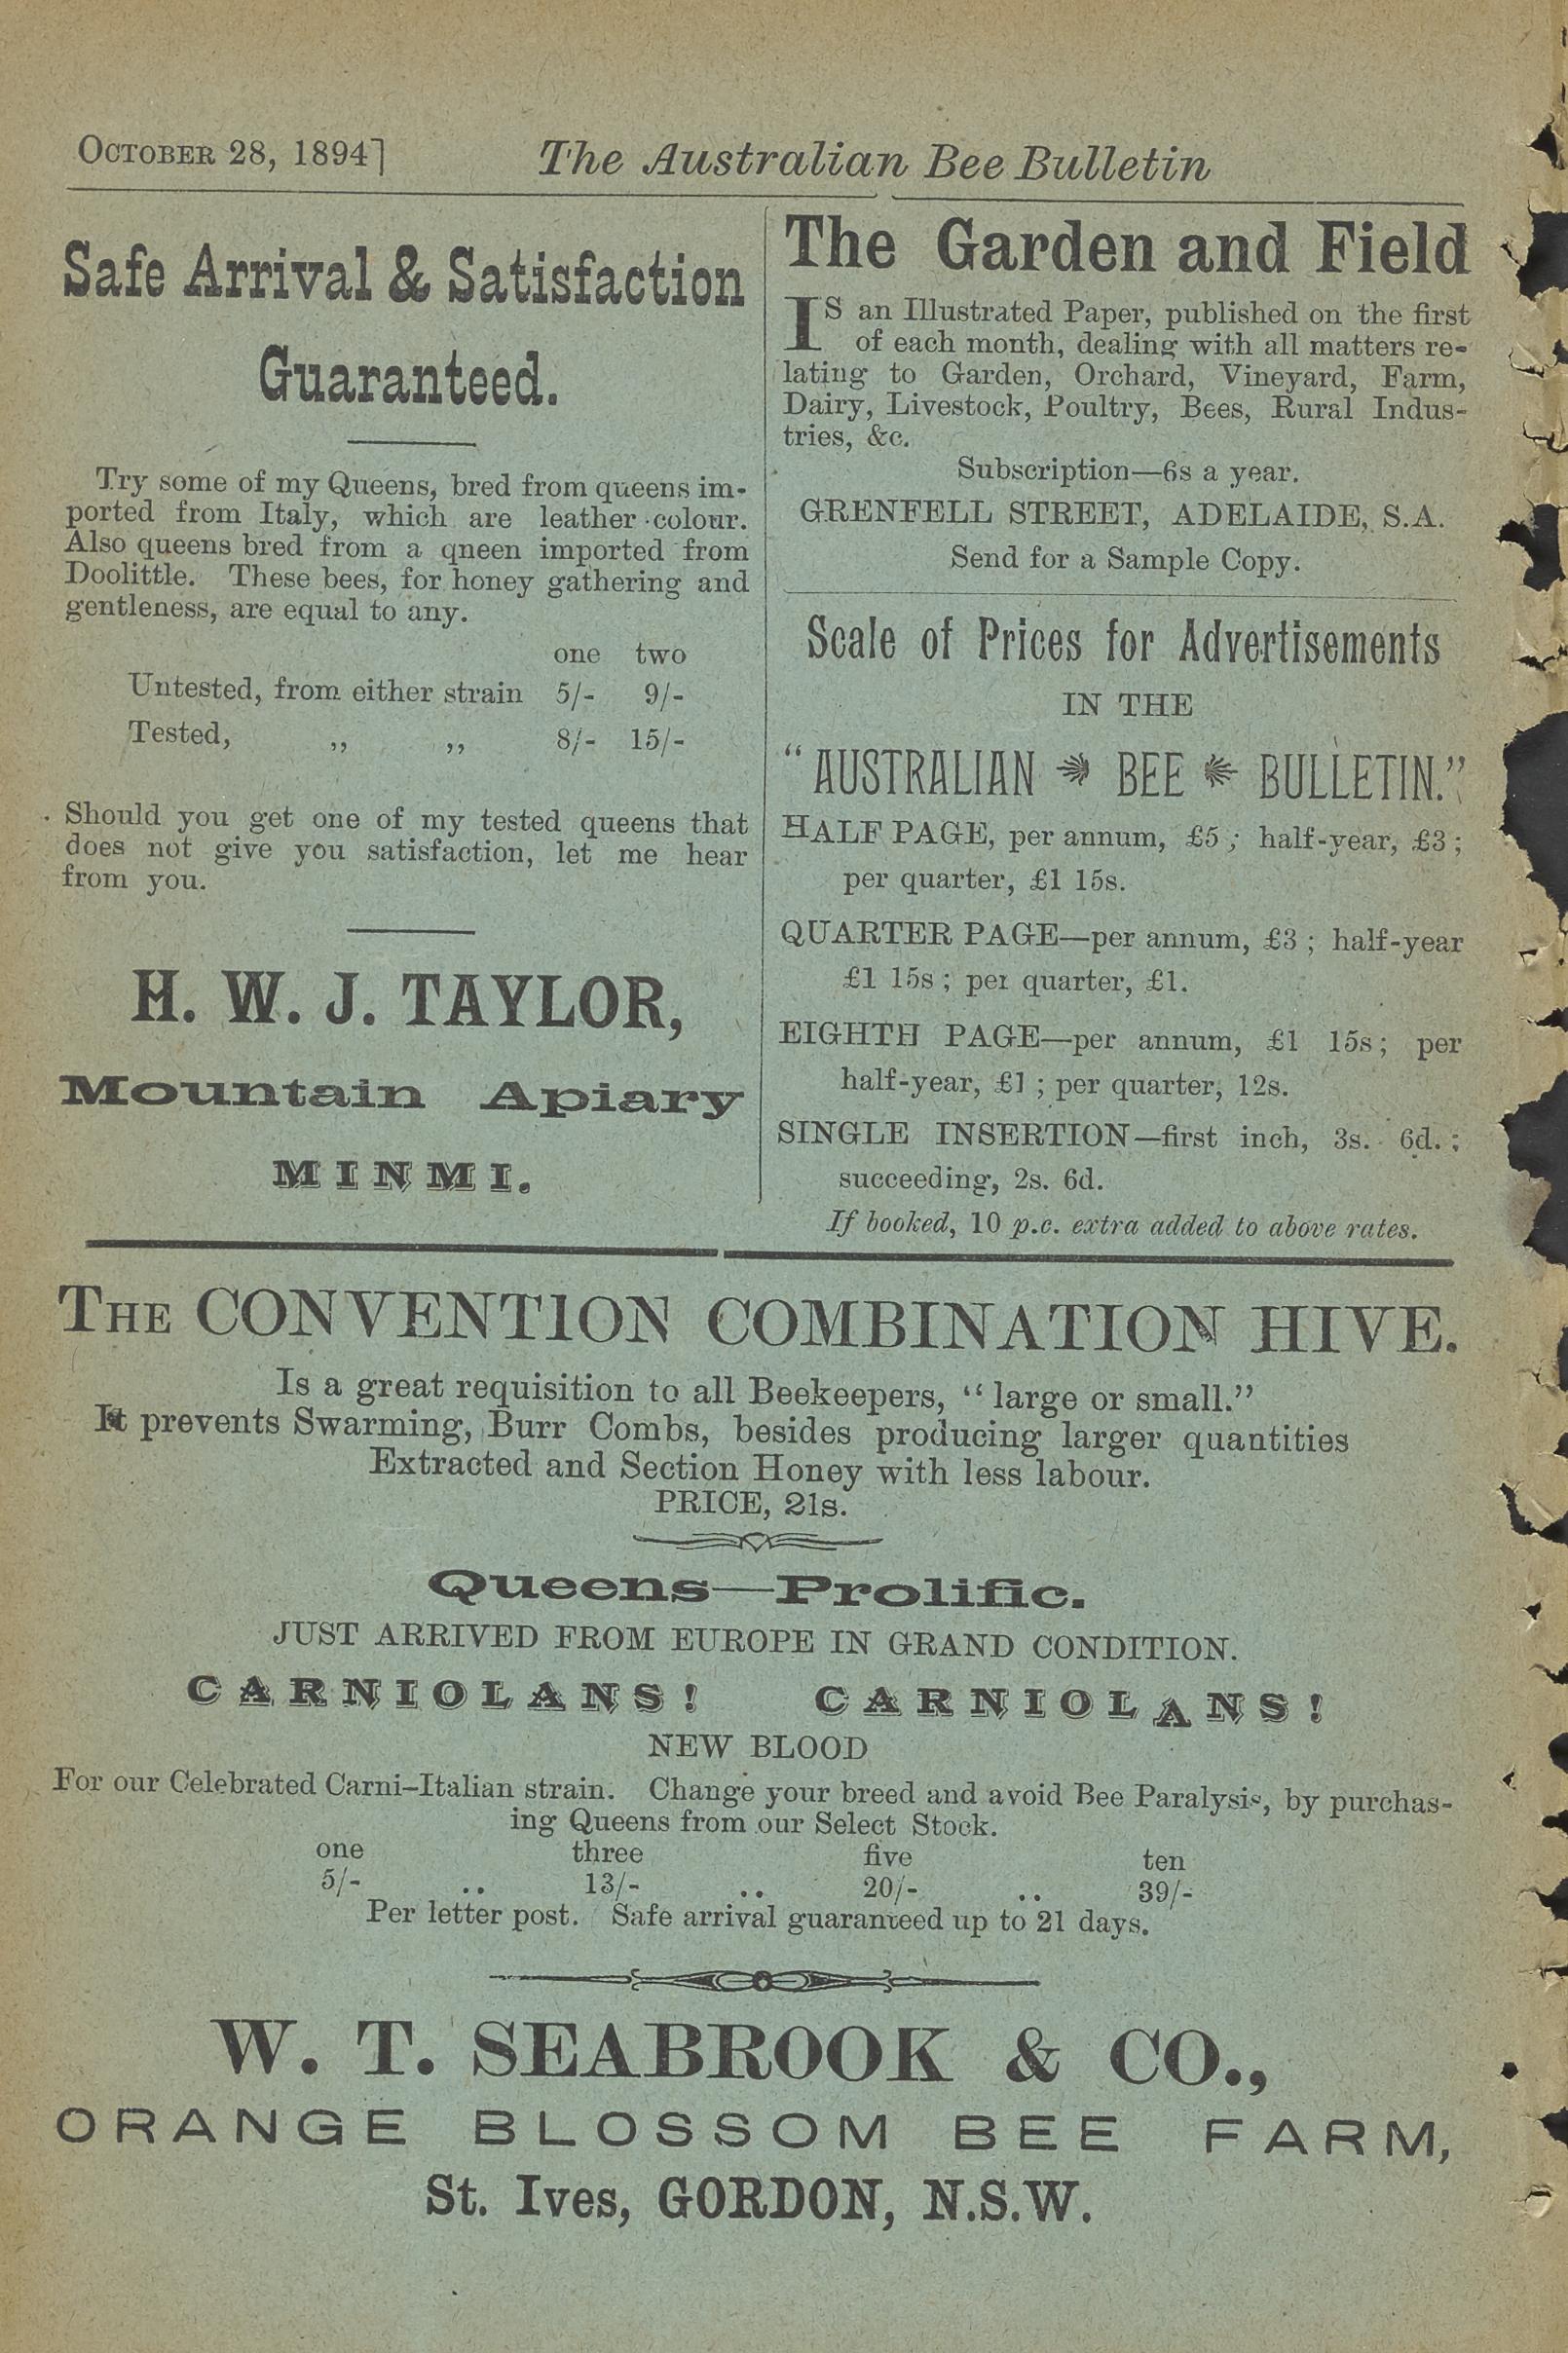 OCTOBER 28, 1894]
The Australian Bee Bulletin
Safe Arrival & Satisfaction
Guaranteed.
Try some of my Queens, bred from queens im-
ported from Italy, which are leather colour.
Also queens bred from a qneen imported from
Doolittle. These bees, for honey gathering and
gentleness, are equal to any.
one two
Untested, from either strain 5/- 9/-
Tested, ,, ,, 8/- 15/-
Should you get one of my tested queens that
does not give you satisfaction, let me hear
from you.
H. W. J. TAYLOR,
Mountain Apiary
MINMI.
The Garden and Field
IS an Illustrated Paper, published on the first
of each month, dealing with all matters re-
lating to Garden, Orchard, Vineyard, Farm,
Dairy, Livestock, Poultry, Bees, Rural Indus-
tries, &c.
Subscription—6s a year.
GRENFELL STREET, ADELAIDE, S.A.
Send for a Sample Copy.
Scale of Prices for Advertisements
IN THE
"AUSTRALIAN BEE BULLETIN."
HALF PAGE, per annum, £5; half-year, £3;
per quarter, £1 15s.
QUARTER PAGE—per annum, £3; half-year
£1 15s; per quarter, £1.
EIGHTH PAGE—per annum, £1 15s; per
half-year, £1; per quarter, 12s.
SINGLE INSERTION—first inch, 3s. 6d.;
succeeding, 2s. 6d.
If booked, 10 p.c. extra added to above rates.
THE CONVENTION COMBINATION HIVE.
Is a great requisition to all Beekeepers, "large or small."
It prevents Swarming, Burr Combs, besides producing larger quantities
Extracted and Section Honey with less labour.
PRICE, 21s.
Queens—Prolific.
JUST ARRIVED FROM EUROPE IN GRAND CONDITION.
CARNIOLANS! CARNIOLANS!
NEW BLOOD
For our Celebrated Carni-Italian strain. Change your breed and avoid Bee Paralysis, by purchas-
ing Queens from our Select Stock.
one three five ten
5/- .. 13/- .. 20/- .. 39/-
Per letter post. Safe arrival guaranteed up to 21 days.
W. T. SEABROOK & CO.,
ORANGE BLOSSOM BEE FARM,
St. Ives, GORDON, N.S.W.